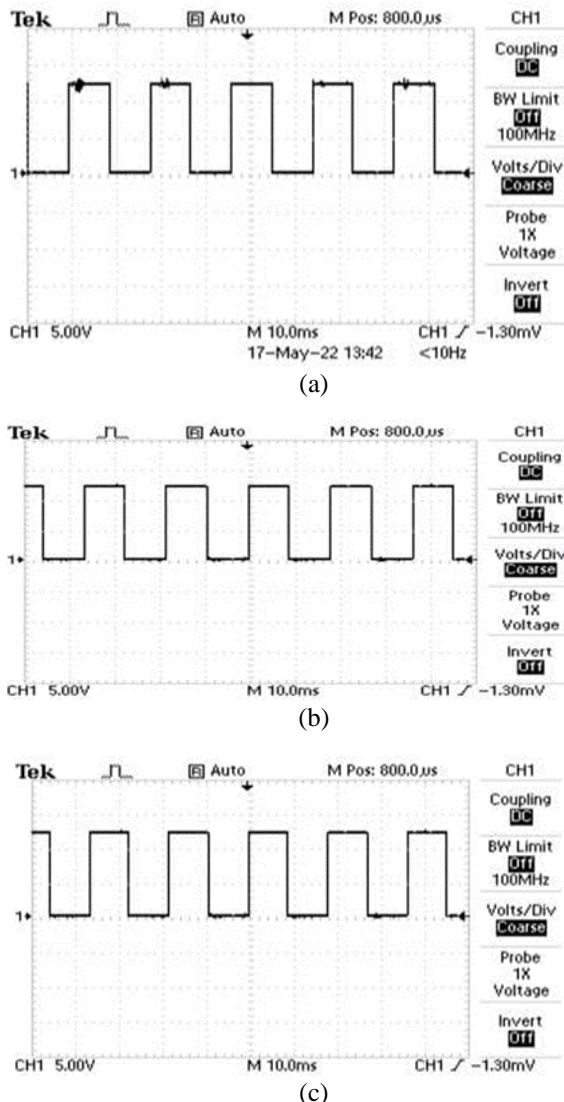 Tek Auto M Pos: 800.0µs CH1
Coupling
DC
BW Limit
Off
100MHz
Volts/Div
Coarse
Probe
1X
Voltage
Invert
Off
1
CH1 5.00V M 10.0ms CH1 -1.30mV
17-May-22 13:42 <10Hz
(a)
Tek Auto M Pos: 800.0µs CH1
Coupling
DC
BW Limit
Off
100MHz
Volts/Div
Coarse
Probe
1X
Voltage
Invert
Off
1
CH1 5.00V M 10.0ms CH1 -1.30mV
(b)
Tek Auto M Pos: 800.0µs CH1
Coupling
DC
BW Limit
Off
100MHz
Volts/Div
Coarse
Probe
1X
Voltage
Invert
Off
1
CH1 5.00V M 10.0ms CH1 -1.30mV
(c)